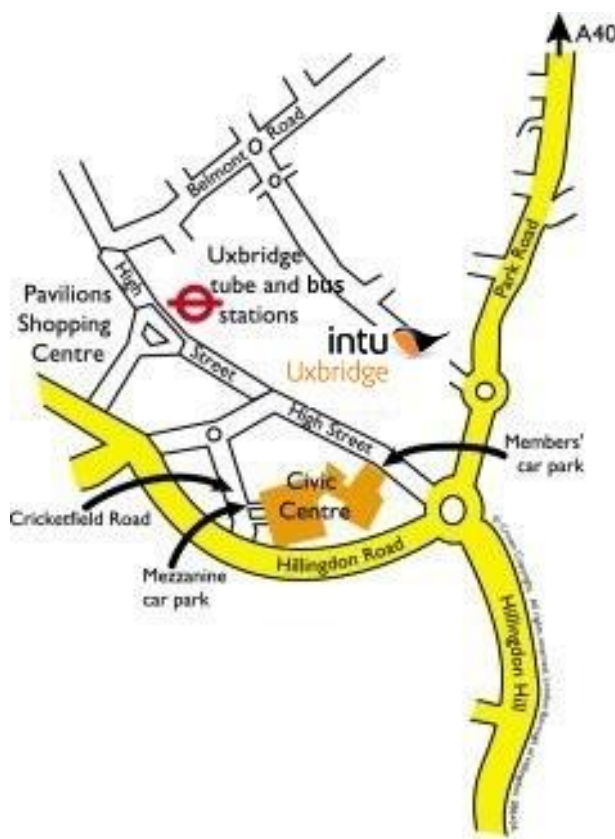 A40
Belmont Road
Park Road
High
Street
Uxbridge
tube and bus
stations
Pavilions
Shopping
Centre
intu
Uxbridge
High Street
Members'
car park
Civic
Centre
Cricketfield Road
Mezzanine
car park
Hillingdon Road
Hillingdon Hill